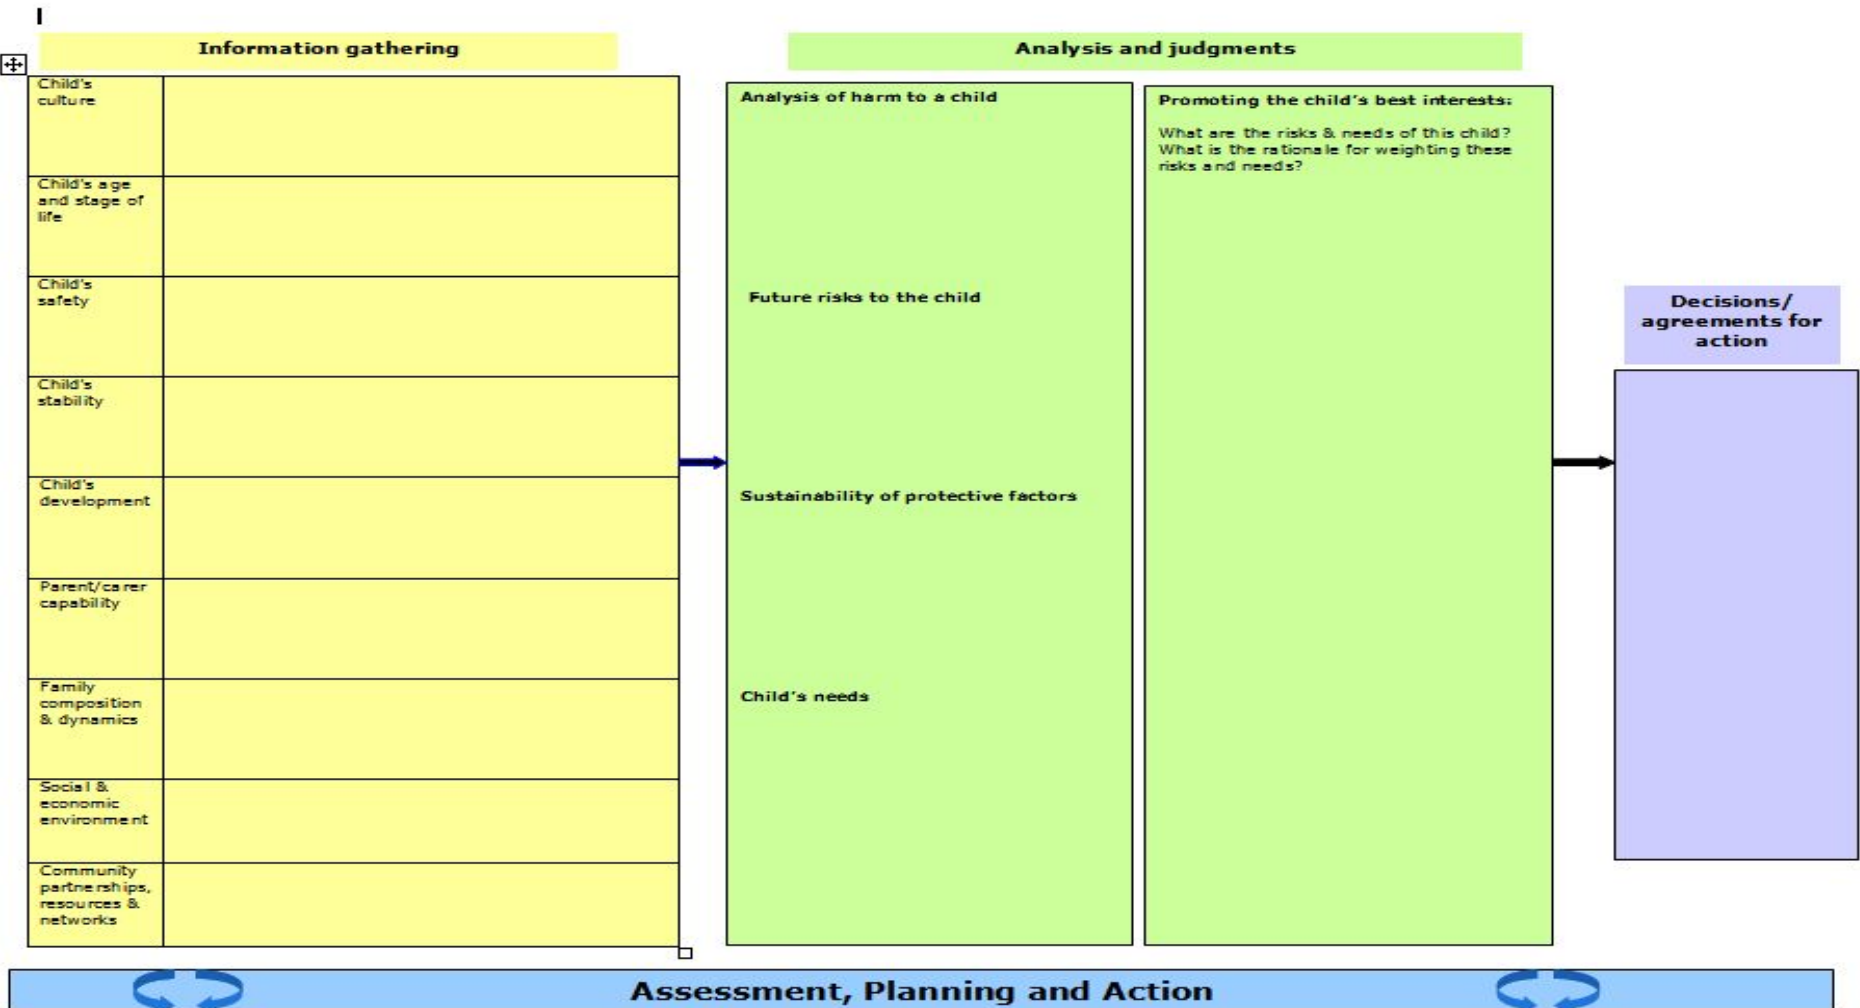 Information gathering
Analysis and judgments
Child's
culture
Child's age
and stage of
life
Child's
safety
Child's
stability
Child's
development
Parent/carer
capability
Family
composition
& dynamics
Social &
economic
environment
Community
partnerships,
resources &
networks
Analysis of harm to a child
Future risks to the child
Sustainability of protective factors
Child's needs
Promoting the child's best interests:
What are the risks & needs of this child?
What is the rationale for weighting these
risks and needs?
Decisions/
agreements for
action
Assessment, Planning and Action